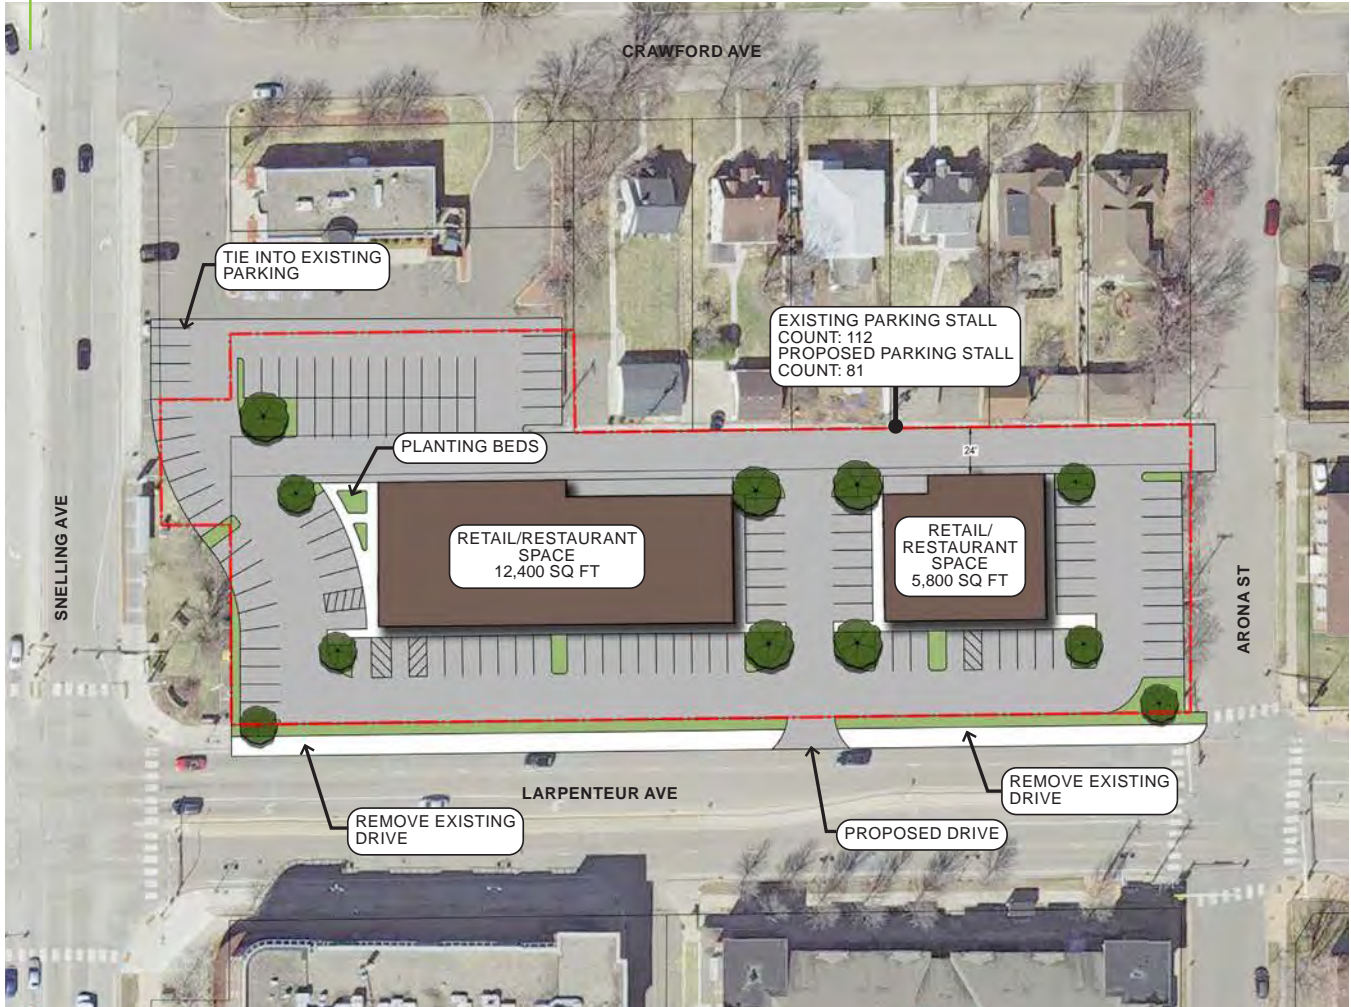 CRAWFORD AVE
TIE INTO EXISTING
PARKING
EXISTING PARKING STALL
COUNT: 112
PROPOSED PARKING STALL
COUNT: 81
PLANTING BEDS
24'
RETAIL/RESTAURANT
SPACE
12,400 SQ FT
RETAIL/
RESTAURANT
SPACE
5,800 SQ FT
SNELLING AVE
ARONA ST
REMOVE EXISTING
DRIVE
LARPENTEUR AVE
REMOVE EXISTING
DRIVE
PROPOSED DRIVE